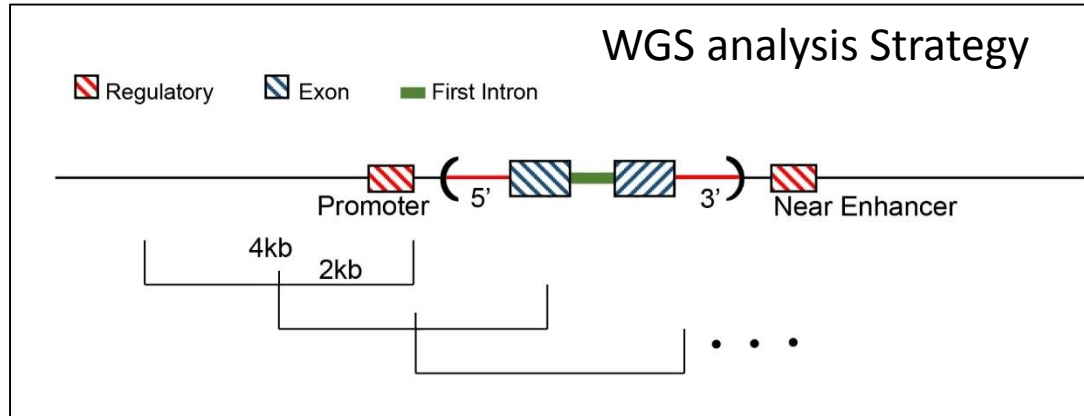 WGS analysis Strategy
Regulatory Exon First Intron
5' 3'
Promoter Near Enhancer
4kb
2kb